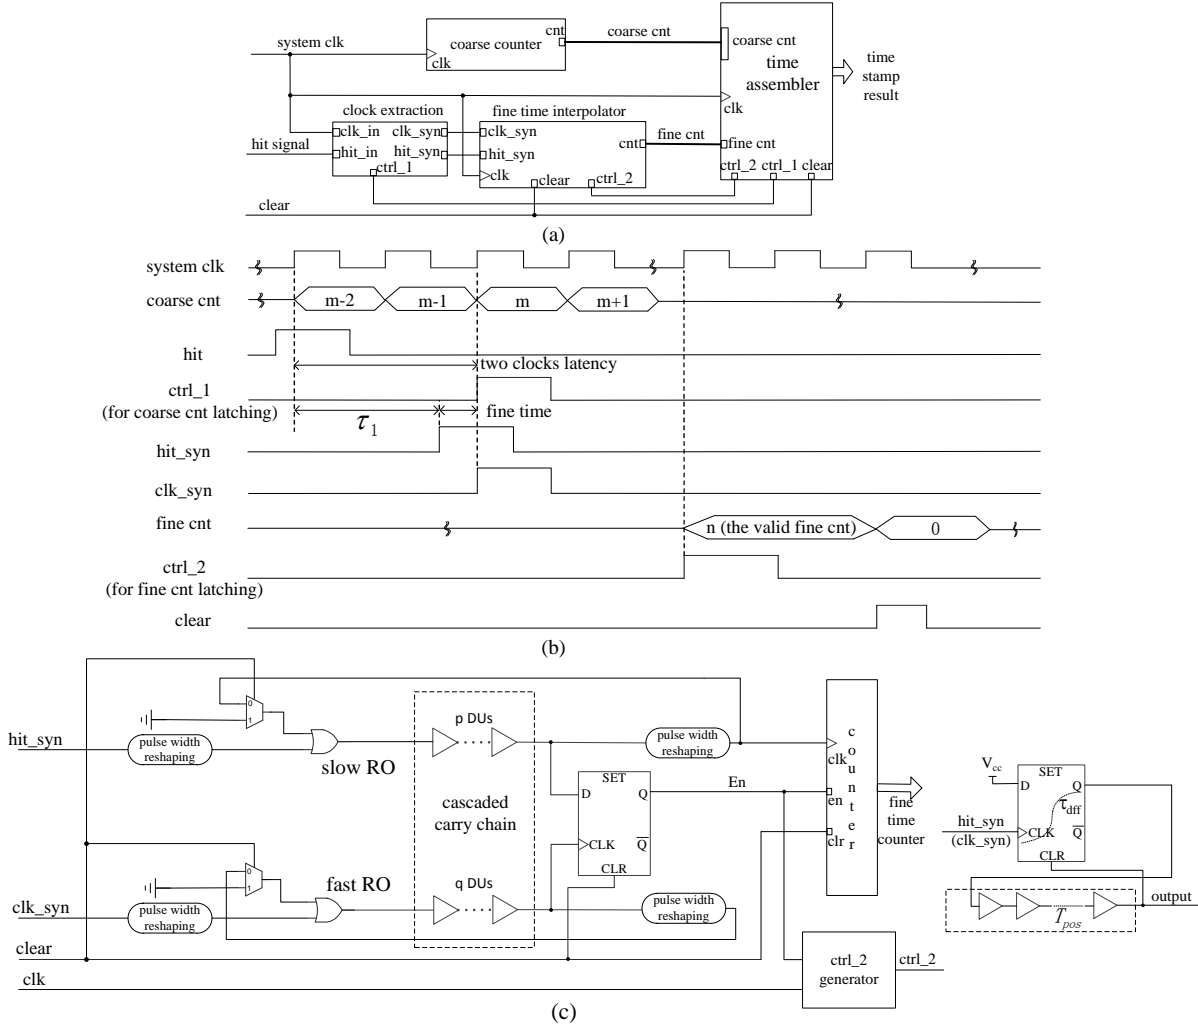 cnt
coarse cnt
system clk
coarse counter
clk
coarse cnt
time
assembler
time
stamp
result
clk
clock extraction
fine time interpolator
clk_in
clk_syn
clk_syn
cnt
fine cnt
fine cnt
hit signal
hit_in
hit_syn
hit_syn
ctrl_1
clk
clear
ctrl_2
ctrl_2 ctrl_1 clear
clear
(a)
system clk
coarse cnt
m-2
m-1
m
m+1
hit
two clocks latency
ctrl_1
(for coarse cnt latching)
τ1
fine time
hit_syn
clk_syn
fine cnt
n (the valid fine cnt)
0
ctrl_2
(for fine cnt latching)
clear
(b)
0
1
hit_syn
pulse width
reshaping
slow RO
p DUs
pulse width
reshaping
cascaded
carry chain
SET
D
Q
CLK
Q
CLR
En
clk
en
clr
counter
fine
time
counter
0
1
clk_syn
pulse width
reshaping
fast RO
q DUs
pulse width
reshaping
clear
clk
ctrl_2
generator
ctrl_2
Vcc
SET
D
Q
τdff
hit_syn
(clk_syn)
CLK
Q
CLR
Tpos
output
(c)